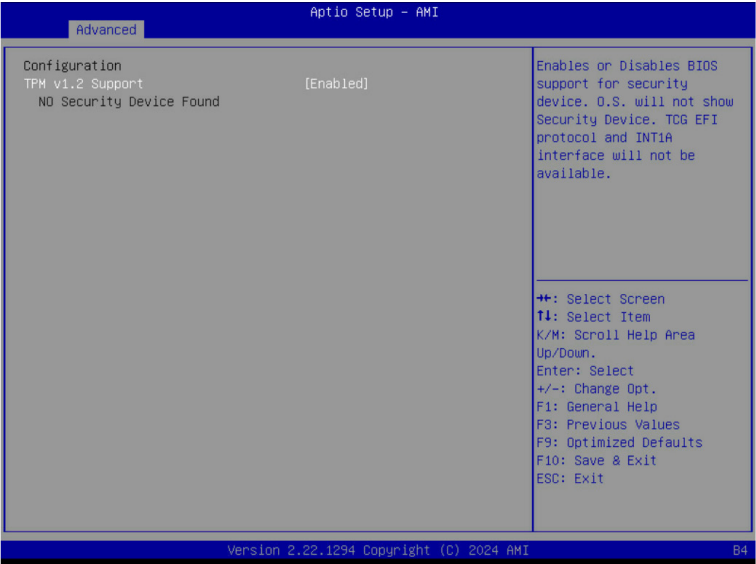 Aptio Setup – AMI
Advanced
Configuration
TPM v1.2 Support [Enabled]
NO Security Device Found
Enables or Disables BIOS
support for security
device. O.S. will not show
Security Device. TCG EFI
protocol and INT1A
interface will not be
available.
→←: Select Screen
↑↓: Select Item
K/M: Scroll Help Area
Up/Down.
Enter: Select
+/-: Change Opt.
F1: General Help
F3: Previous Values
F9: Optimized Defaults
F10: Save & Exit
ESC: Exit
Version 2.22.1294 Copyright (C) 2024 AMI
B4